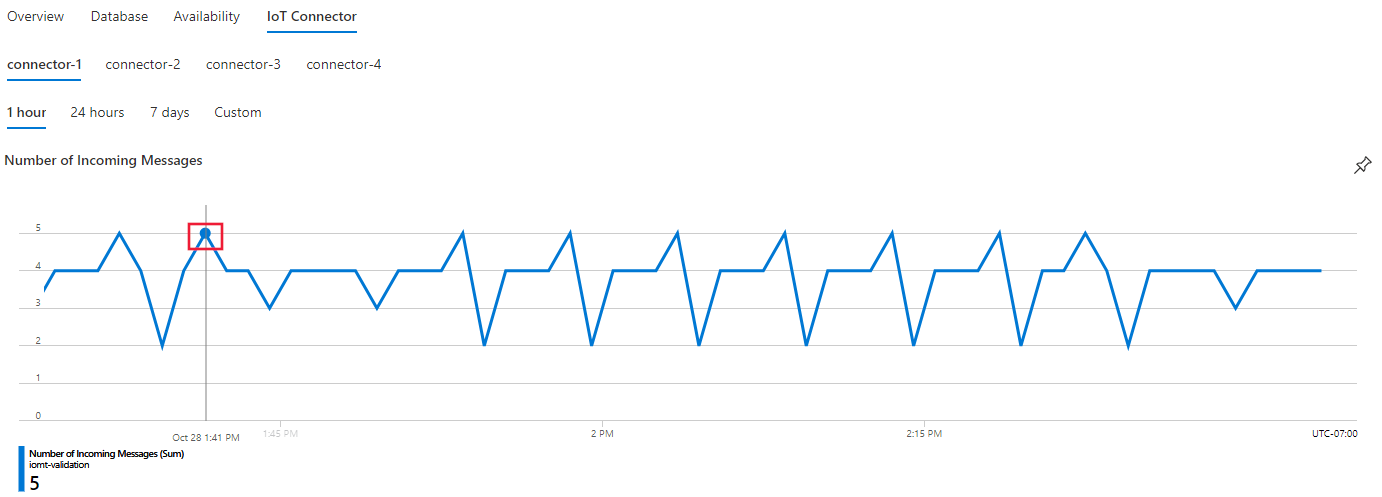 Overview Database Availability IoT Connector
connector-1 connector-2 connector-3 connector-4
1 hour 24 hours 7 days Custom
Number of Incoming Messages
5
4
3
2
1
0
Oct 28 1:41 PM 1:45 PM 2 PM 2:15 PM UTC-07:00
Number of Incoming Messages (Sum)
iomt-validation
5